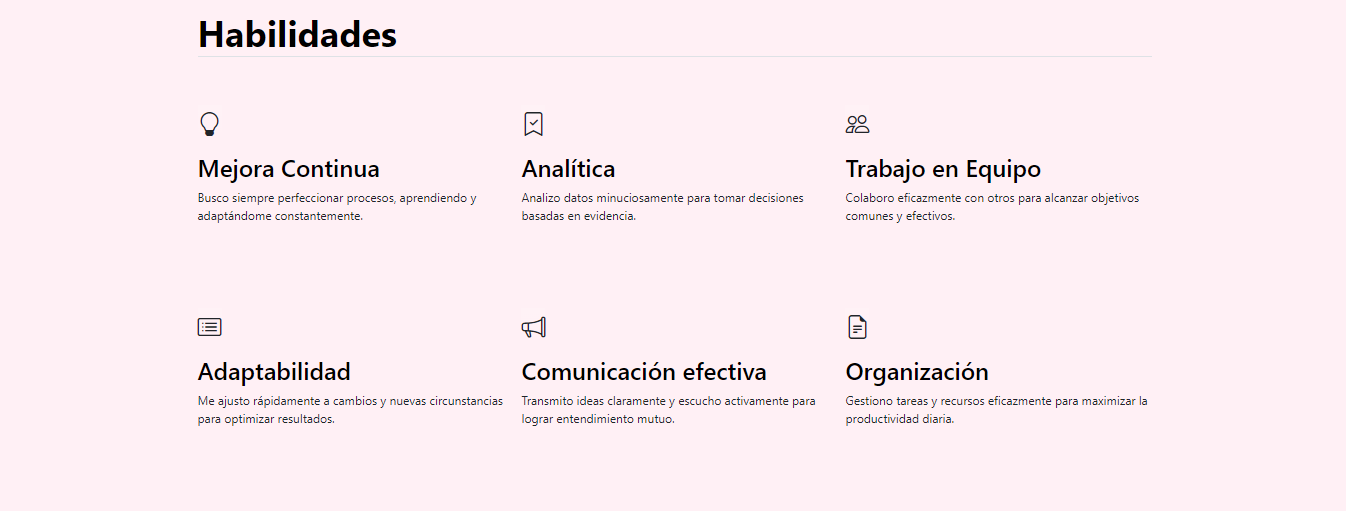 Habilidades
Mejora Continua
Busco siempre perfeccionar procesos, aprendiendo y
adaptándome constantemente.
Analítica
Analizo datos minuciosamente para tomar decisiones
basadas en evidencia.
Trabajo en Equipo
Colaboro eficazmente con otros para alcanzar objetivos
comunes y efectivos.
Adaptabilidad
Me ajusto rápidamente a cambios y nuevas circunstancias
para optimizar resultados.
Comunicación efectiva
Transmito ideas claramente y escucho activamente para
lograr entendimiento mutuo.
Organización
Gestiono tareas y recursos eficazmente para maximizar la
productividad diaria.